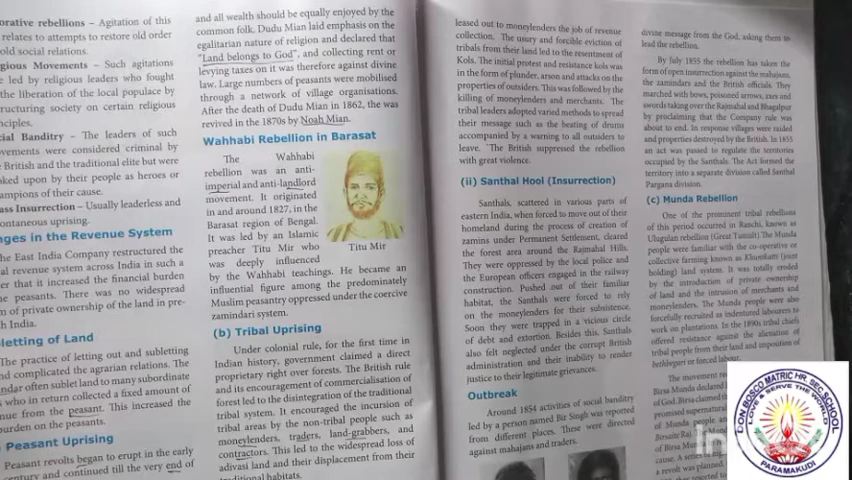 orative rebellions – Agitation of this
relates to attempts to restore old order
old social relations.
gious Movements – Such agitations
e led by religious leaders who fought
the liberation of the local populace by
tructuring society on certain religious
nciples.
cial Banditry – The leaders of such
vements were considered criminal by
British and the traditional elite but were
oked upon by their people as heroes or
ampions of their cause.
ass Insurrection – Usually leaderless and
ontaneous uprising.
nges in the Revenue System
he East India Company restructured the
al revenue system across India in such a
er that it increased the financial burden
he peasants. There was no widespread
m of private ownership of the land in pre-
h India.
letting of Land
The practice of letting out and subletting
nd complicated the agrarian relations. The
ndar often sublet land to many subordinate
s who in return collected a fixed amount of
nue from the peasant. This increased the
urden on the peasants.
Peasant Uprising
Peasant revolts began to erupt in the early
century and continued till the very end of
and all wealth should be equally enjoyed by the
common folk. Dudu Mian laid emphasis on the
egalitarian nature of religion and declared that
"Land belongs to God", and collecting rent or
levying taxes on it was therefore against divine
law. Large numbers of peasants were mobilised
through a network of village organisations.
After the death of Dudu Mian in 1862, the was
revived in the 1870s by Noah Mian.
Wahhabi Rebellion in Barasat
The Wahhabi
rebellion was an anti-
imperial and anti-landlord
movement. It originated
in and around 1827, in the
Barasat region of Bengal.
It was led by an Islamic
preacher Titu Mir who
was deeply influenced
by the Wahhabi teachings. He became an
influential figure among the predominately
Muslim peasantry oppressed under the coercive
zamindari system.
Titu Mir
(b) Tribal Uprising
Under colonial rule, for the first time in
Indian history, government claimed a direct
proprietary right over forests. The British rule
and its encouragement of commercialisation of
forest led to the disintegration of the traditional
tribal system. It encouraged the incursion of
tribal areas by the non-tribal people such as
moneylenders, traders, land-grabbers, and
contractors. This led to the widespread loss of
adivasi land and their displacement from their
traditional habitats.
leased out to moneylenders the job of revenue
collection. The usury and forcible eviction of
tribals from their land led to the resentment of
Kols. The initial protest and resistance kols was
in the form of plunder, arson and attacks on the
properties of outsiders. This was followed by the
killing of moneylenders and merchants. The
tribal leaders adopted varied methods to spread
their message such as the beating of drums
accompanied by a warning to all outsiders to
leave. The British suppressed the rebellion
with great violence.
(ii) Santhal Hool (Insurrection)
Santhals, scattered in various parts of
eastern India, when forced to move out of their
homeland during the process of creation of
zamins under Permanent Settlement, cleared
the forest area around the Rajmahal Hills.
They were oppressed by the local police and
the European officers engaged in the railway
construction. Pushed out of their familiar
habitat, the Santhals were forced to rely
on the moneylenders for their subsistence.
Soon they were trapped in a vicious circle
of debt and extortion. Besides this, Santhals
also felt neglected under the corrupt British
administration and their inability to render
justice to their legitimate grievances.
Outbreak
Around 1854 activities of social banditry
led by a person named Bir Singh was reported
from different places. These were directed
against mahajans and traders.
divine message from the God, asking them to
lead the rebellion.
By July 1855 the rebellion has taken the
form of open insurrection against the mahajans,
the zamindars and the British officials. They
marched with bows, poisoned arrows, axes and
swords taking over the Rajmahal and Bhagalpur
by proclaiming that the Company rule was
about to end. In response villages were raided
and properties destroyed by the British. In 1855
an act was passed to regulate the territories
occupied by the Santhals. The Act formed the
territory into a separate division called Santhal
Pargana division.
(c) Munda Rebellion
One of the prominent tribal rebellions
of this period occurred in Ranchi, known as
Ulugulan rebellion (Great Tumult). The Munda
people were familiar with the co-operative or
collective farming known as Khuntkatti (joint
holding) land system. It was totally eroded
by the introduction of private ownership
of land and the intrusion of merchants and
moneylenders. The Munda people were also
forcefully recruited as indentured labourers to
work on plantations. In the 1890s tribal chiefs
offered resistance against the alienation of
tribal people from their land and imposition of
bethbegari or forced labour.
The movement
Birsa Munda declared
of God. Birsa claimed
promised supernatural
of Munda people
Birsaite Raj.
of Birsa
cause. A series
a revolt was planned.
DON BOSCO MATRIC HR. SEC SCHOOL
LOVE & SERVE THE WORLD
PARAMAKUDI